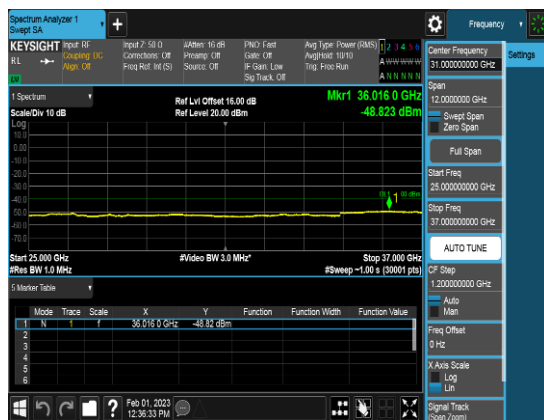 Spectrum Analyzer 1
Swept SA
Frequency
KEYSIGHT
Input: RF
Input Z: 50 Ω
#Atten: 16 dB
PNO: Fast
Avg Type: Power (RMS)
1 2 3 4 5 6
RL
Coupling: DC
Corrections: Off
Preamp: Off
Gate: Off
Avg|Hold: 10/10
A W W W W W
Align: Off
Freq Ref: Int (S)
Source: Off
IF Gain: Low
Trig: Free Run
Sig Track: Off
A N N N N N
1 Spectrum
Ref Lvl Offset 16.00 dB
Mkr1 36.016 0 GHz
Scale/Div 10 dB
Ref Level 20.00 dBm
-48.823 dBm
Log
10.0
0.00
-10.0
-20.0
-30.0
-40.0
-50.0
-60.0
-70.0
1
Start 25.000 GHz
#Video BW 3.0 MHz*
Stop 37.000 GHz
#Res BW 1.0 MHz
#Sweep ~1.00 s (30001 pts)
5 Marker Table
Mode Trace Scale X Y Function Function Width Function Value
1 N 1 f 36.016 0 GHz -48.82 dBm
2
3
4
5
6
Feb 01, 2023
12:36:33 PM
Center Frequency
31.000000000 GHz
Settings
Span
12.0000000 GHz
Swept Span
Zero Span
Full Span
Start Freq
25.000000000 GHz
Stop Freq
37.000000000 GHz
AUTO TUNE
CF Step
1.200000000 GHz
Auto
Man
Freq Offset
0 Hz
X Axis Scale
Log
Lin
Signal Track
(Span Zoom)